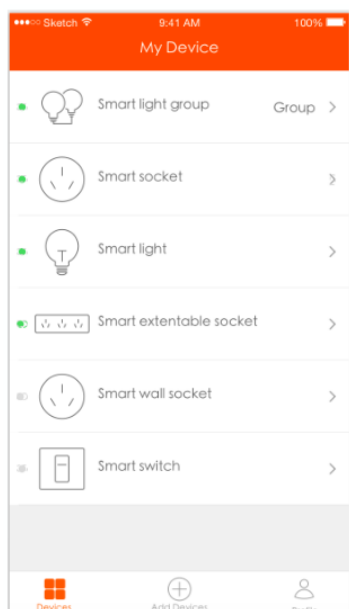 Sketch 9:41 AM 100%
My Device
Smart light group Group
Smart socket
Smart light
Smart extentable socket
Smart wall socket
Smart switch
Devices Add Devices Profile